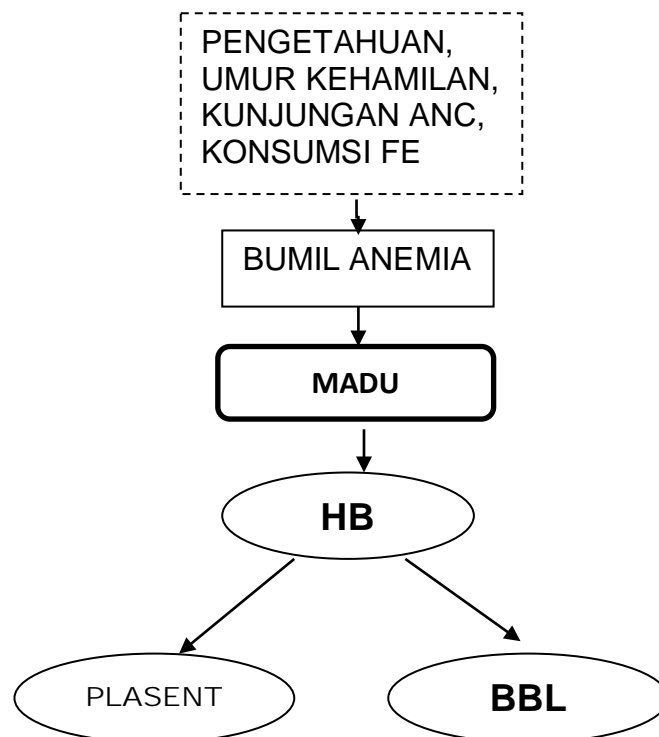 PENGETAHUAN,
UMUR KEHAMILAN,
KUNJUNGAN ANC,
KONSUMSI FE
BUMIL ANEMIA
MADU
HB
PLASENT
BBL